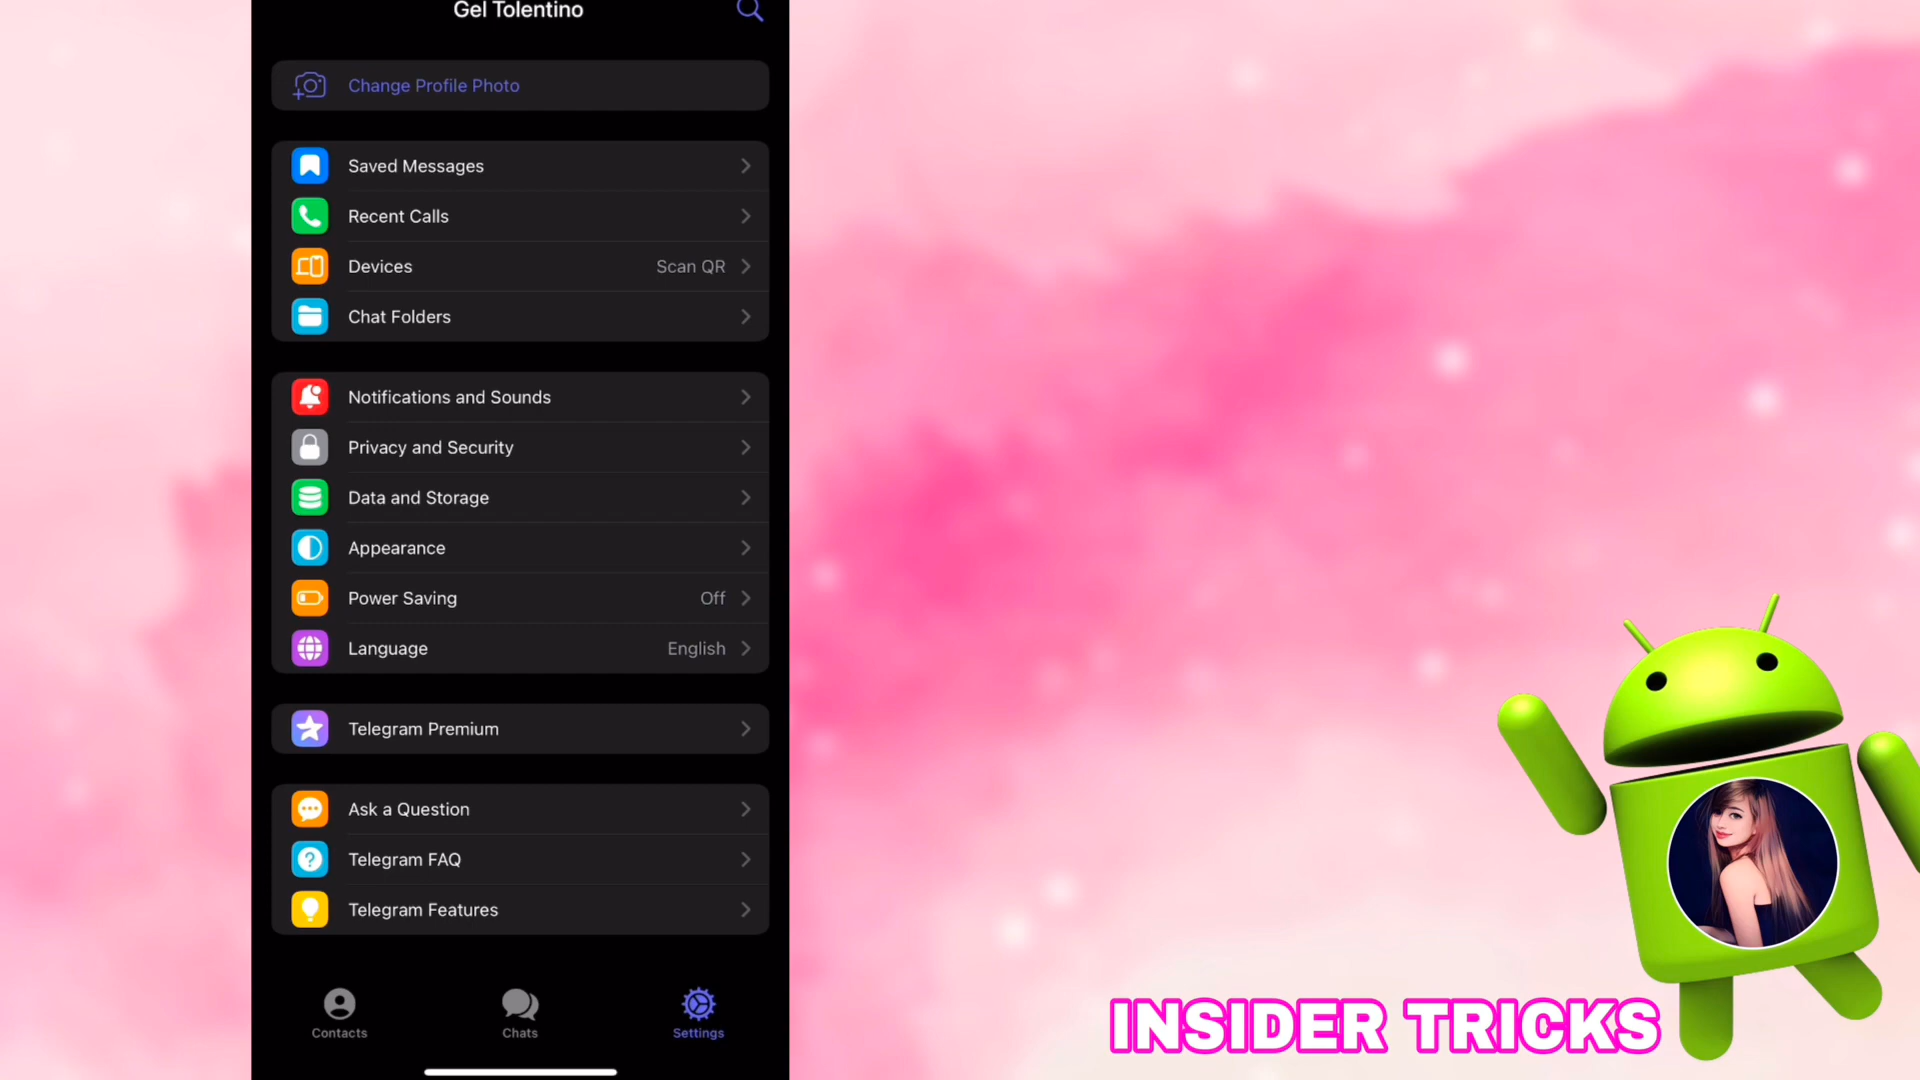 Gel Tolentino
Change Profile Photo
Saved Messages
Recent Calls
Devices Scan QR
Chat Folders
Notifications and Sounds
Privacy and Security
Data and Storage
Appearance
Power Saving Off
Language English
Telegram Premium
Ask a Question
Telegram FAQ
Telegram Features
Contacts Chats Settings
INSIDER TRICKS